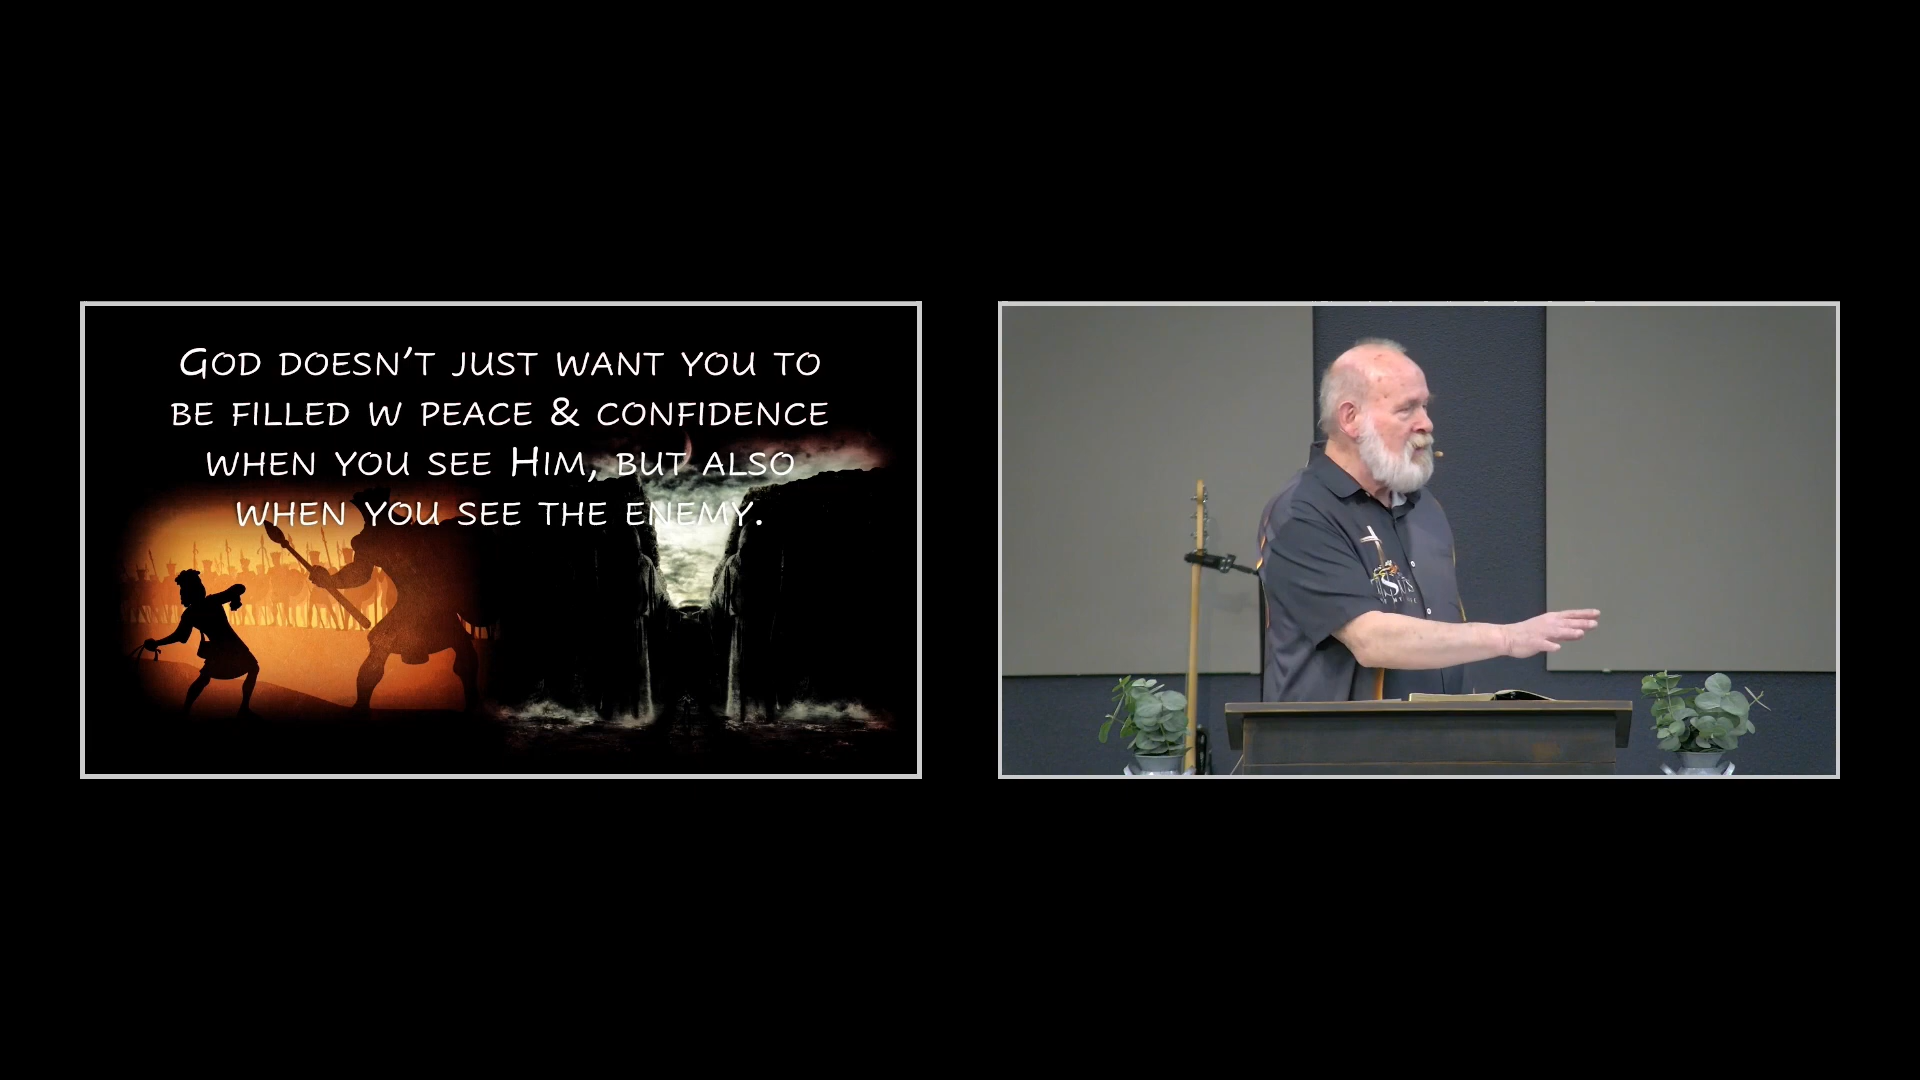 God doesn’t just want you to
be filled w peace & confidence
when you see Him, but also
when you see the enemy.